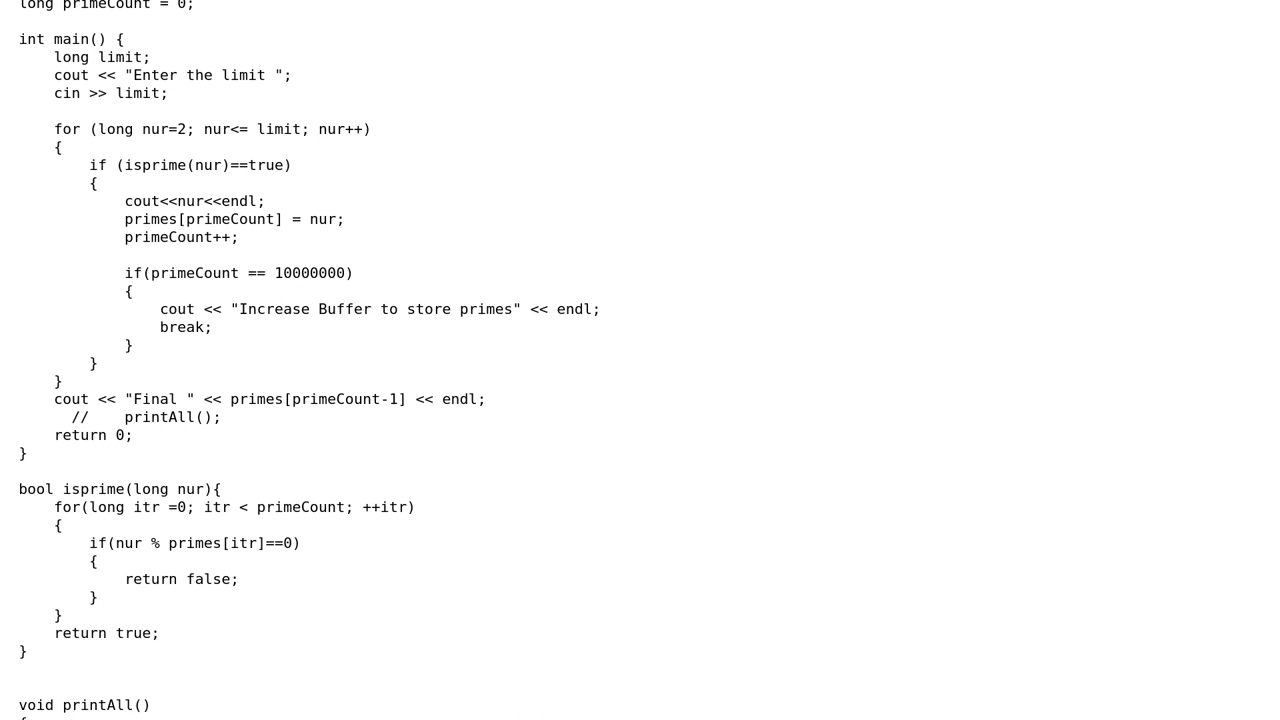 long primeCount = 0;

int main() {
    long limit;
    cout << "Enter the limit ";
    cin >> limit;

    for (long nur=2; nur<= limit; nur++)
    {
        if (isprime(nur)==true)
        {
            cout<<nur<<endl;
            primes[primeCount] = nur;
            primeCount++;

            if(primeCount == 10000000)
            {
                cout << "Increase Buffer to store primes" << endl;
                break;
            }
        }
    }
    cout << "Final " << primes[primeCount-1] << endl;
      //    printAll();
    return 0;
}

bool isprime(long nur){
    for(long itr =0; itr < primeCount; ++itr)
    {
        if(nur % primes[itr]==0)
        {
            return false;
        }
    }
    return true;
}


void printAll()
{